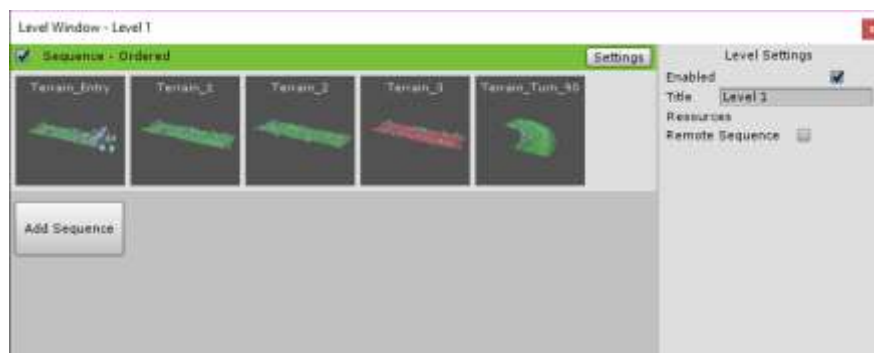 Level Window - Level 1
x
Sequence - Ordered
Settings
Terrain_Entry
Terrain_1
Terrain_2
Terrain_3
Terrain_Turn_90
Add Sequence
Level Settings
Enabled
Title Level 1
Resources
Remote Sequence